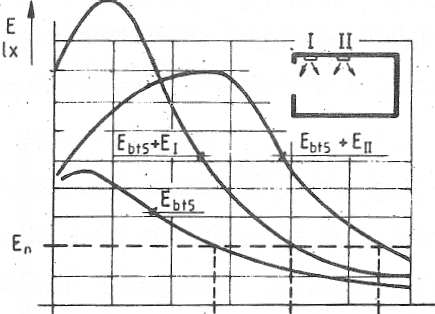 E
lx
I II
E_bts+E_I
E_bts+E_II
E_bts
E_n